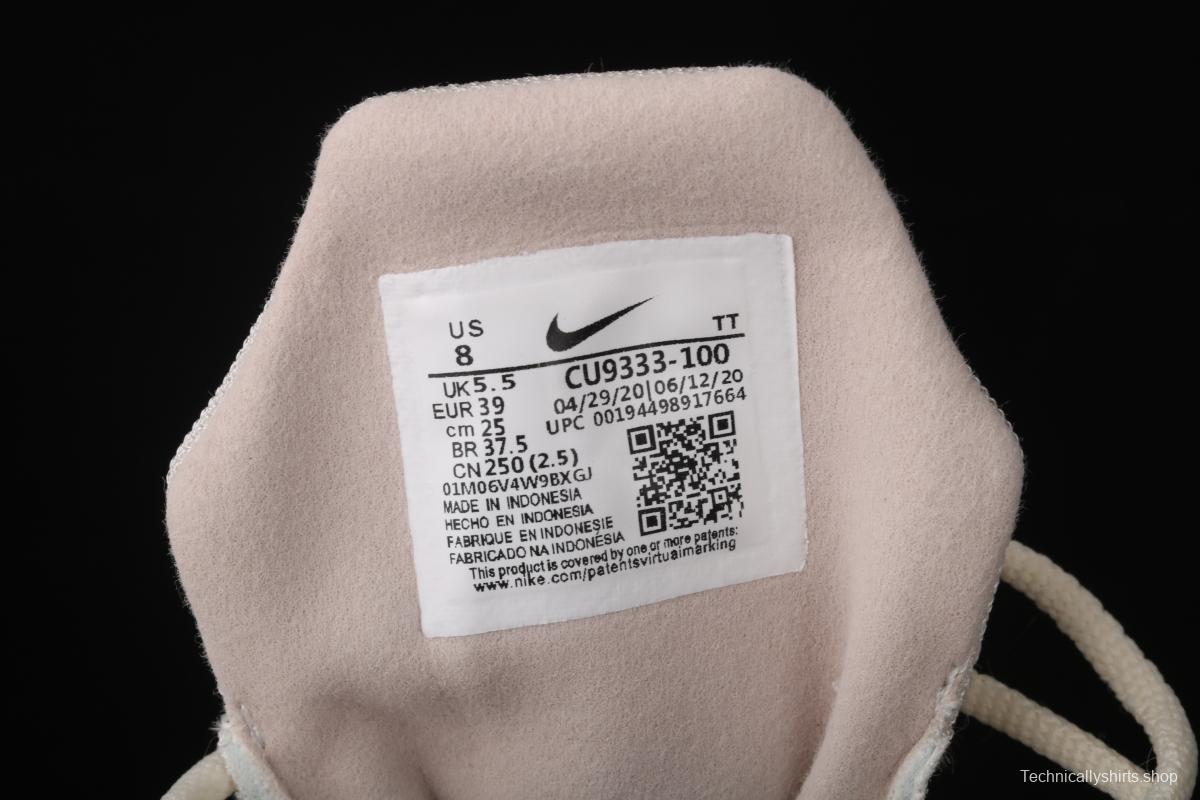 US
8
TT
UK 5.5
EUR 39
cm 25
BR 37.5
CN 250 (2.5)
CU9333-100
04/29/20|06/12/20
UPC 00194498917664
01M06V4W9BXGJ
MADE IN INDONESIA
HECHO EN INDONESIA
FABRIQUE EN INDONESIE
FABRICADO NA INDONÉSIA
This product is covered by one or more patents:
www.nike.com/patentsvirtuaimarking
Technicallyshirts.shop